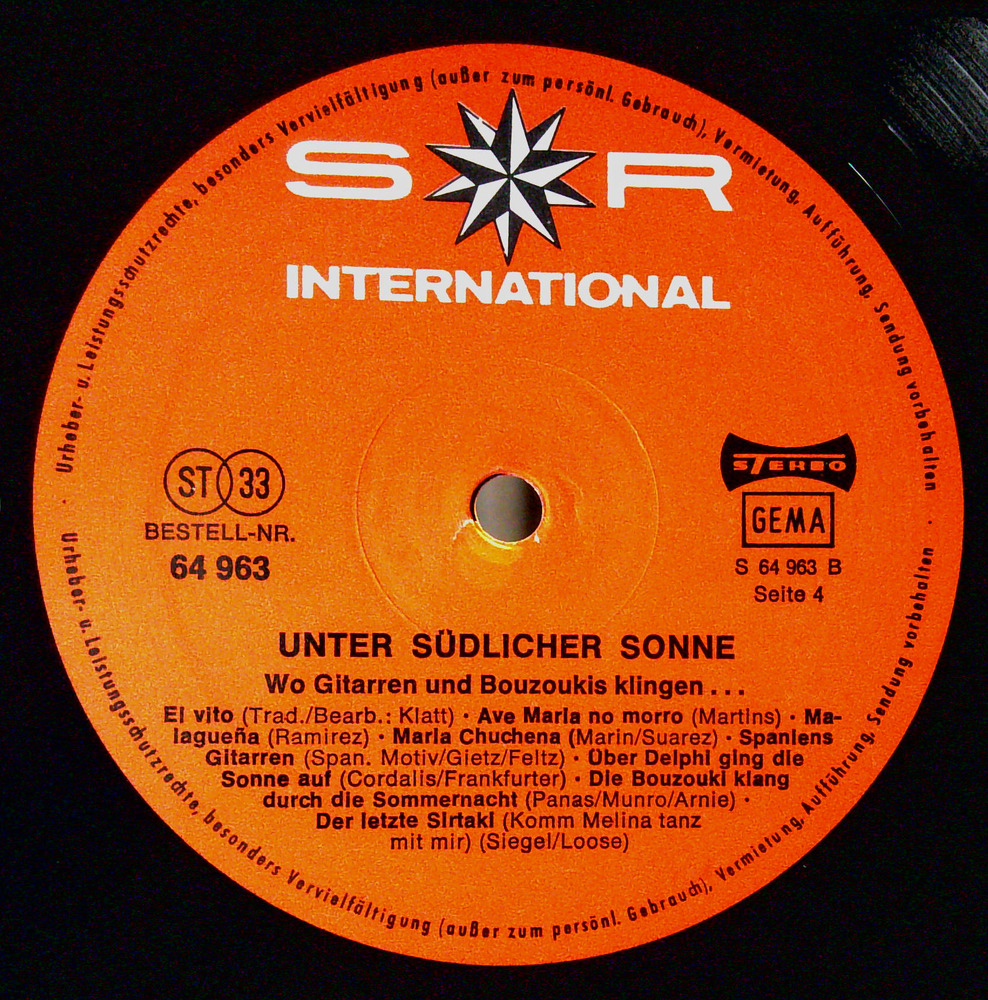 Urheber- u. Leistungsschutzrechte, besonders Vervielfältigung (außer zum persönl. Gebrauch), Vermietung, Aufführung, Sendung vorbehalten
S R
INTERNATIONAL
ST 33
BESTELL-NR.
64 963
STEREO
GEMA
S 64 963 B
Seite 4
UNTER SÜDLICHER SONNE
Wo Gitarren und Bouzoukis klingen...
El vito (Trad./Bearb.: Klatt) · Ave Maria no morro (Martins) · Ma-
lagueña (Ramirez) · Maria Chuchena (Marin/Suarez) · Spaniens
Gitarren (Span. Motiv/Gietz/Feltz) · Über Delphi ging die
Sonne auf (Cordalis/Frankfurter) · Die Bouzouki klang
durch die Sommernacht (Panas/Munro/Arnie) ·
Der letzte Sirtaki (Komm Melina tanz
mit mir) (Siegel/Loose)
Urheber- u. Leistungsschutzrechte, besonders Vervielfältigung (außer zum persönl. Gebrauch), Vermietung, Aufführung, Sendung vorbehalten